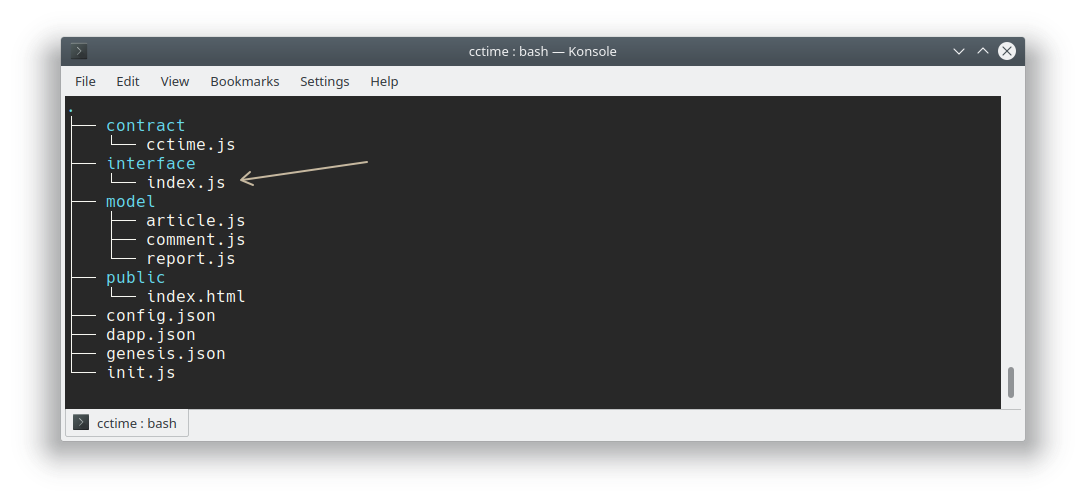 cctime : bash — Konsole
File Edit View Bookmarks Settings Help
.
├── contract
│   └── cctime.js
├── interface
│   └── index.js
├── model
│   ├── article.js
│   ├── comment.js
│   └── report.js
├── public
│   └── index.html
├── config.json
├── dapp.json
├── genesis.json
└── init.js
cctime : bash